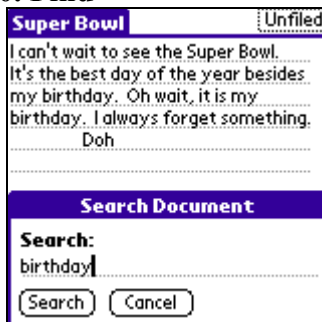 Super Bowl Unfiled
I can't wait to see the Super Bowl.
It's the best day of the year besides
my birthday. Oh wait, it is my
birthday. I always forget something.
Doh
Search Document
Search:
birthday
Search Cancel